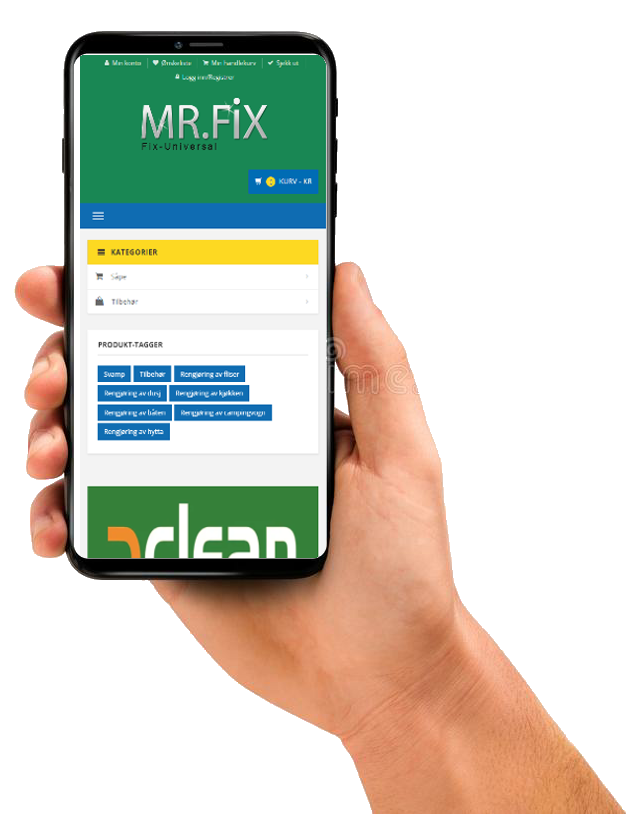 Min konto Ønskeliste Min handlekurv Sjekk ut
Logg inn/Registrer
MR.FiX
Fix-Universal
0 KURV - KR
KATEGORIER
Såpe
Tilbehør
PRODUKT-TAGGER
Svamp Tilbehør Rengjøring av fliser
Rengjøring av dusj Rengjøring av kjøkken
Rengjøring av båten Rengjøring av campingvogn
Rengjøring av hytta
aclean